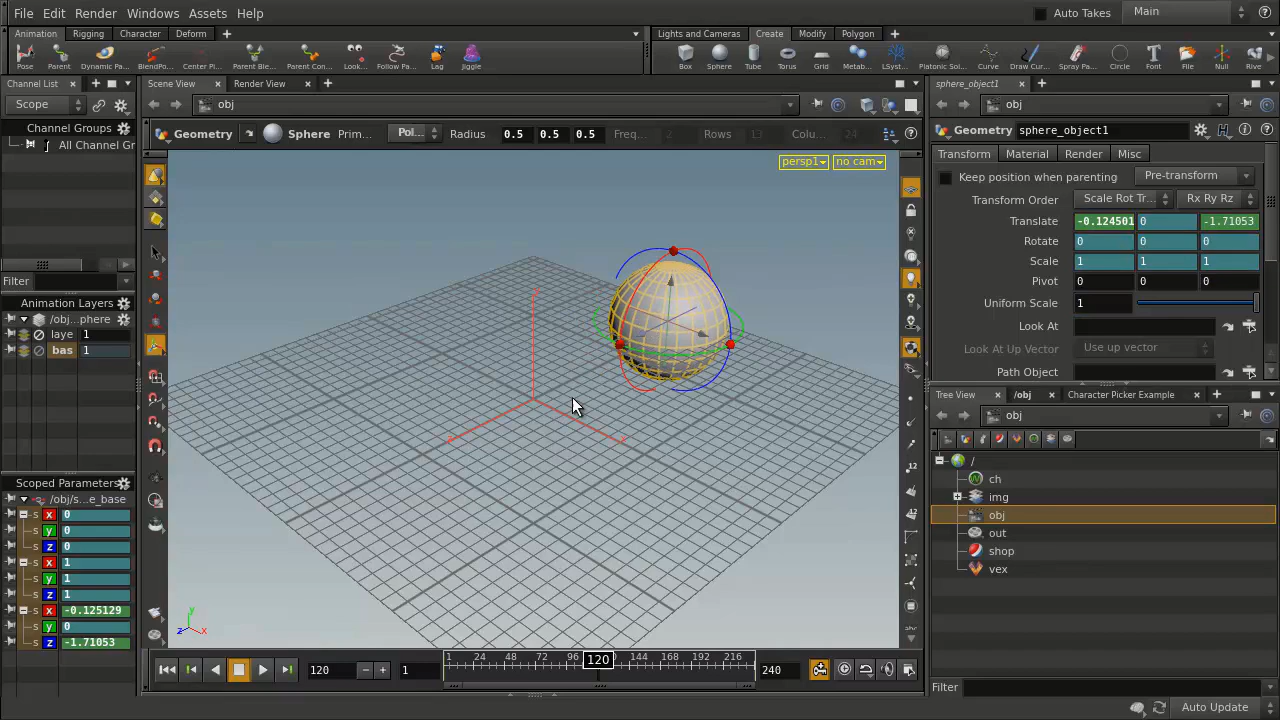 File Edit Render Windows Assets Help Auto Takes Main
Animation Rigging Character Deform Lights and Cameras Create Modify Polygon
Pose Parent Dynamic Pa... BlendPo... Center Pi... Parent Ble... Parent Con... Look... Follow Pa... Lag Jiggle Box Sphere Tube Torus Grid Metab... LSyst... Platonic Sol... Curve Draw Cur... Spray Pa... Circle Text File Null Rive
Channel List Scene View Render View sphere_object1
Scope obj obj
Channel Groups
All Channel Gr
Geometry Sphere Prim... Pol... Radius 0.5 0.5 0.5 Freq... 2 Rows 13 Colu... 24
Geometry sphere_object1
Transform Material Render Misc
persp1 no cam
Keep position when parenting Pre-transform
Transform Order Scale Rot Tr... Rx Ry Rz
Translate -0.124501 0 -1.71053
Rotate 0 0 0
Scale 1 1 1
Pivot 0 0 0
Uniform Scale 1
Look At
Look At Up Vector Use up vector
Path Object
Filter
Animation Layers
/obj...phere
laye 1
bas 1
Tree View /obj Character Picker Example
obj
/
ch
img
obj
out
shop
vex
Scoped Parameters
/obj/s...e_base
s x 0
s y 0
s z 0
s x 1
s y 1
s z 1
s x -0.125129
s y 0
s z -1.71053
y
z x
120 1 1 24 48 72 96 120 144 168 192 216 240
Filter
Auto Update